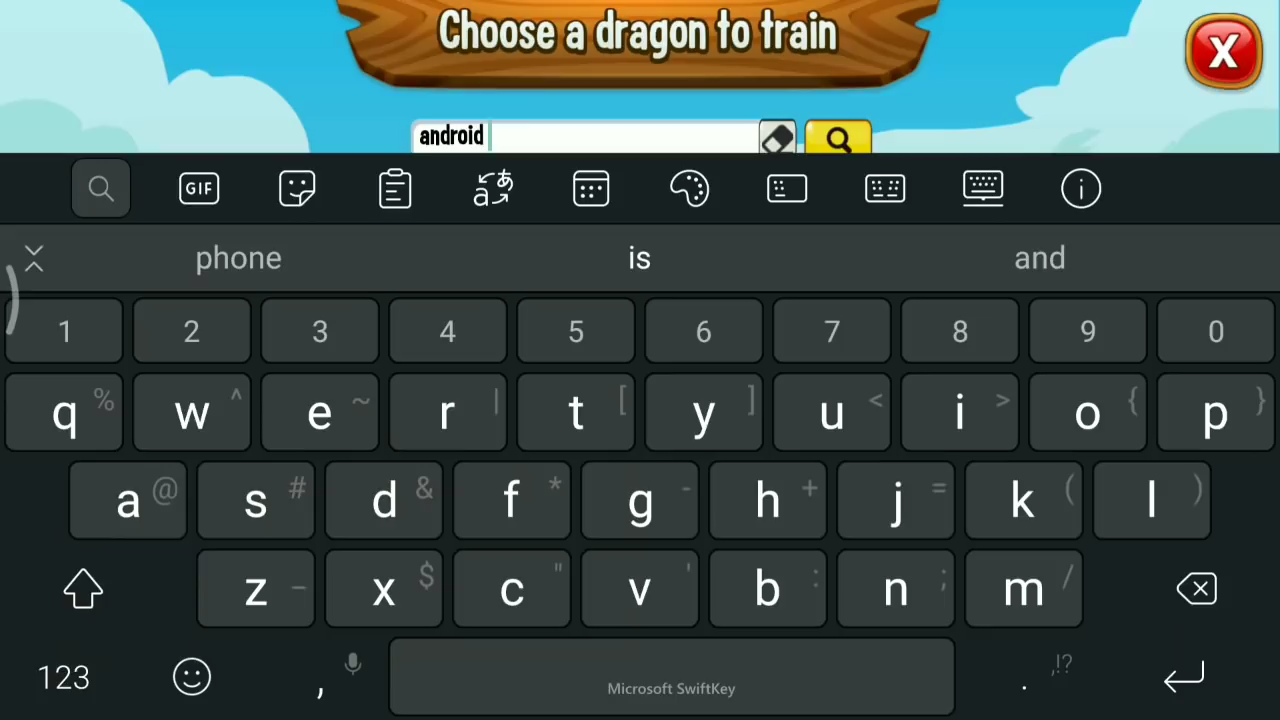 Choose a dragon to train
X
android
GIF
phone is and
1 2 3 4 5 6 7 8 9 0
q % w ^ e ~ r | t [ y ] u < i > o { p }
a @ s # d & f * g - h + j = k ( l )
z _ x $ c " v ' b : n ; m /
123 , Microsoft SwiftKey . ,!?